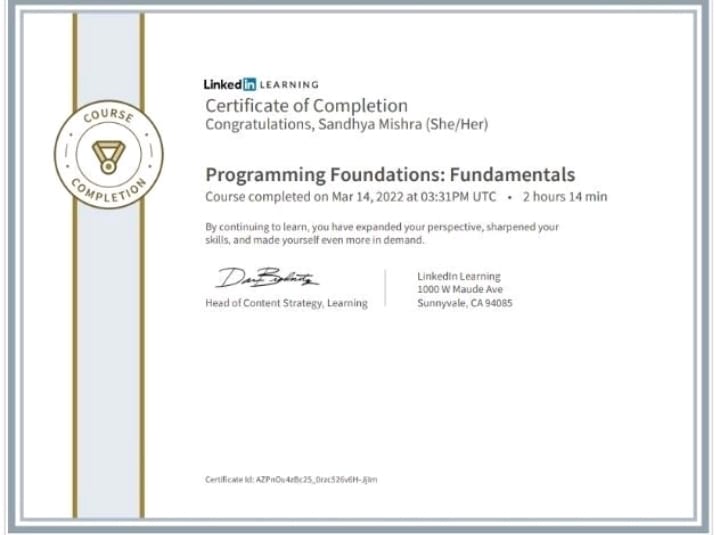 COURSE
COMPLETION
Linked in LEARNING
Certificate of Completion
Congratulations, Sandhya Mishra (She/Her)
Programming Foundations: Fundamentals
Course completed on Mar 14, 2022 at 03:31PM UTC • 2 hours 14 min
By continuing to learn, you have expanded your perspective, sharpened your
skills, and made yourself even more in demand.
Head of Content Strategy, Learning
LinkedIn Learning
1000 W Maude Ave
Sunnyvale, CA 94085
Certificate Id: